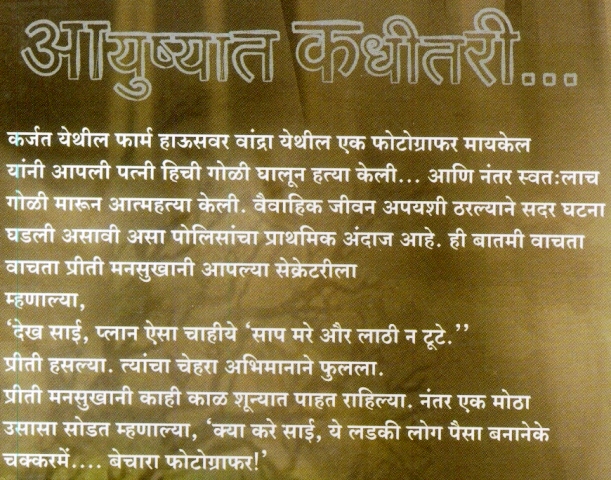 आयुष्यात कधीतरी...
कर्जत येथील फार्म हाऊसवर वांद्रा येथील एक फोटोग्राफर मायकेल
यांनी आपली पत्नी हिची गोळी घालून हत्या केली... आणि नंतर स्वतःलाच
गोळी मारून आत्महत्या केली. वैवाहिक जीवन अपयशी ठरल्याने सदर घटना
घडली असावी असा पोलिसांचा प्राथमिक अंदाज आहे. ही बातमी वाचता
वाचता प्रीती मनसुखानी आपल्या सेक्रेटरीला
म्हणाल्या,
‘देख साई, प्लान ऐसा चाहीये ‘साप मरे और लाठी न टूटे.’’
प्रीती हसल्या. त्यांचा चेहरा अभिमानाने फुलला.
प्रीती मनसुखानी काही काळ शून्यात पाहत राहिल्या. नंतर एक मोठा
उसासा सोडत म्हणाल्या, ‘क्या करे साई, ये लडकी लोग पैसा बनानेके
चक्करमें.... बेचारा फोटोग्राफर!’